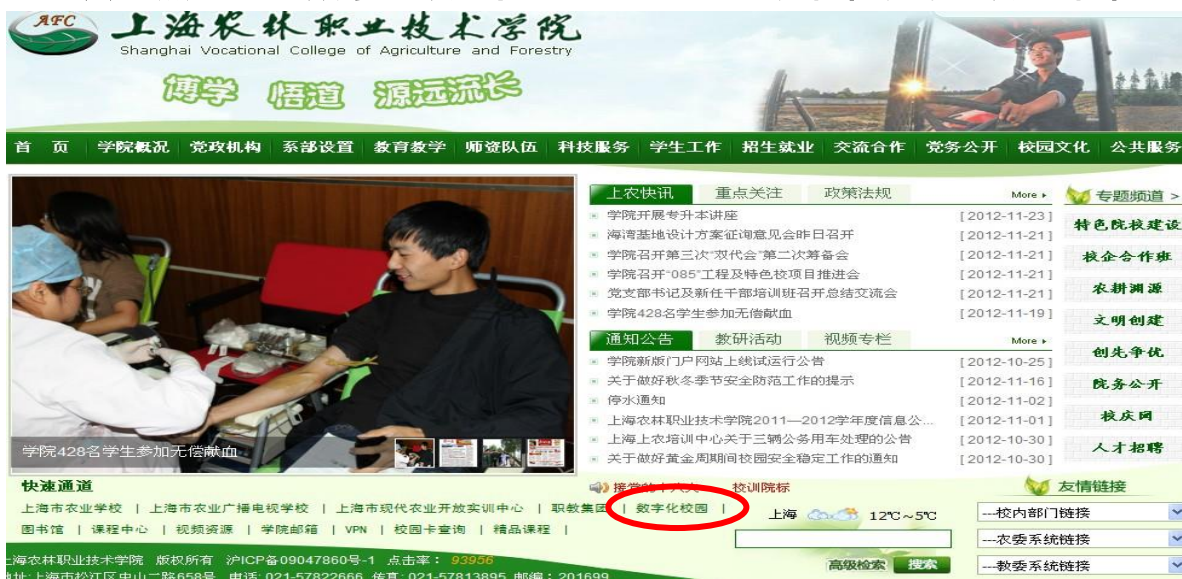 AFC
上海农林职业技术学院
Shanghai Vocational College of Agriculture and Forestry
博学 悟道 源远流长
首 页 学院概况 党政机构 系部设置 教育教学 师资队伍 科技服务 学生工作 招生就业 交流合作 党务公开 校园文化 公共服务
上农快讯 重点关注 政策法规 More
学院开展专升本讲座 [2012-11-23]
海湾基地设计方案征询意见会昨日召开 [2012-11-21]
学院召开第三次“双代会”第二次筹备会 [2012-11-21]
学院召开“085”工程及特色校项目推进会 [2012-11-21]
党支部书记及新任干部培训班召开总结交流会 [2012-11-21]
学院428名学生参加无偿献血 [2012-11-19]
通知公告 教研活动 视频专栏 More
学院新版门户网站上线试运行公告 [2012-10-25]
关于做好秋冬季节安全防范工作的提示 [2012-11-16]
停水通知 [2012-11-02]
上海农林职业技术学院2011—2012学年度信息公... [2012-11-01]
上海上农培训中心关于三辆公务用车处理的公告 [2012-10-30]
关于做好黄金周期间校园安全稳定工作的通知 [2012-10-30]
专题频道 >
特色院校建设
校企合作班
农耕溯源
文明创建
创先争优
院务公开
校庆网
人才招聘
学院428名学生参加无偿献血
快速通道
上海市农业学校 | 上海市农业广播电视学校 | 上海市现代农业开放实训中心 | 职教集团 | 数字化校园 |
图书馆 | 课程中心 | 视频资源 | 学院邮箱 | VPN | 校园卡查询 | 精品课程 |
校训院标
上海 12℃~5℃
高级检索 搜索
友情链接
---校内部门链接
---农委系统链接
---教委系统链接
上海农林职业技术学院 版权所有 沪ICP备09047860号-1 点击率: 93956
地址:上海市松江区中山二路658号 电话: 021-57822666 传真: 021-57813895 邮编: 201699